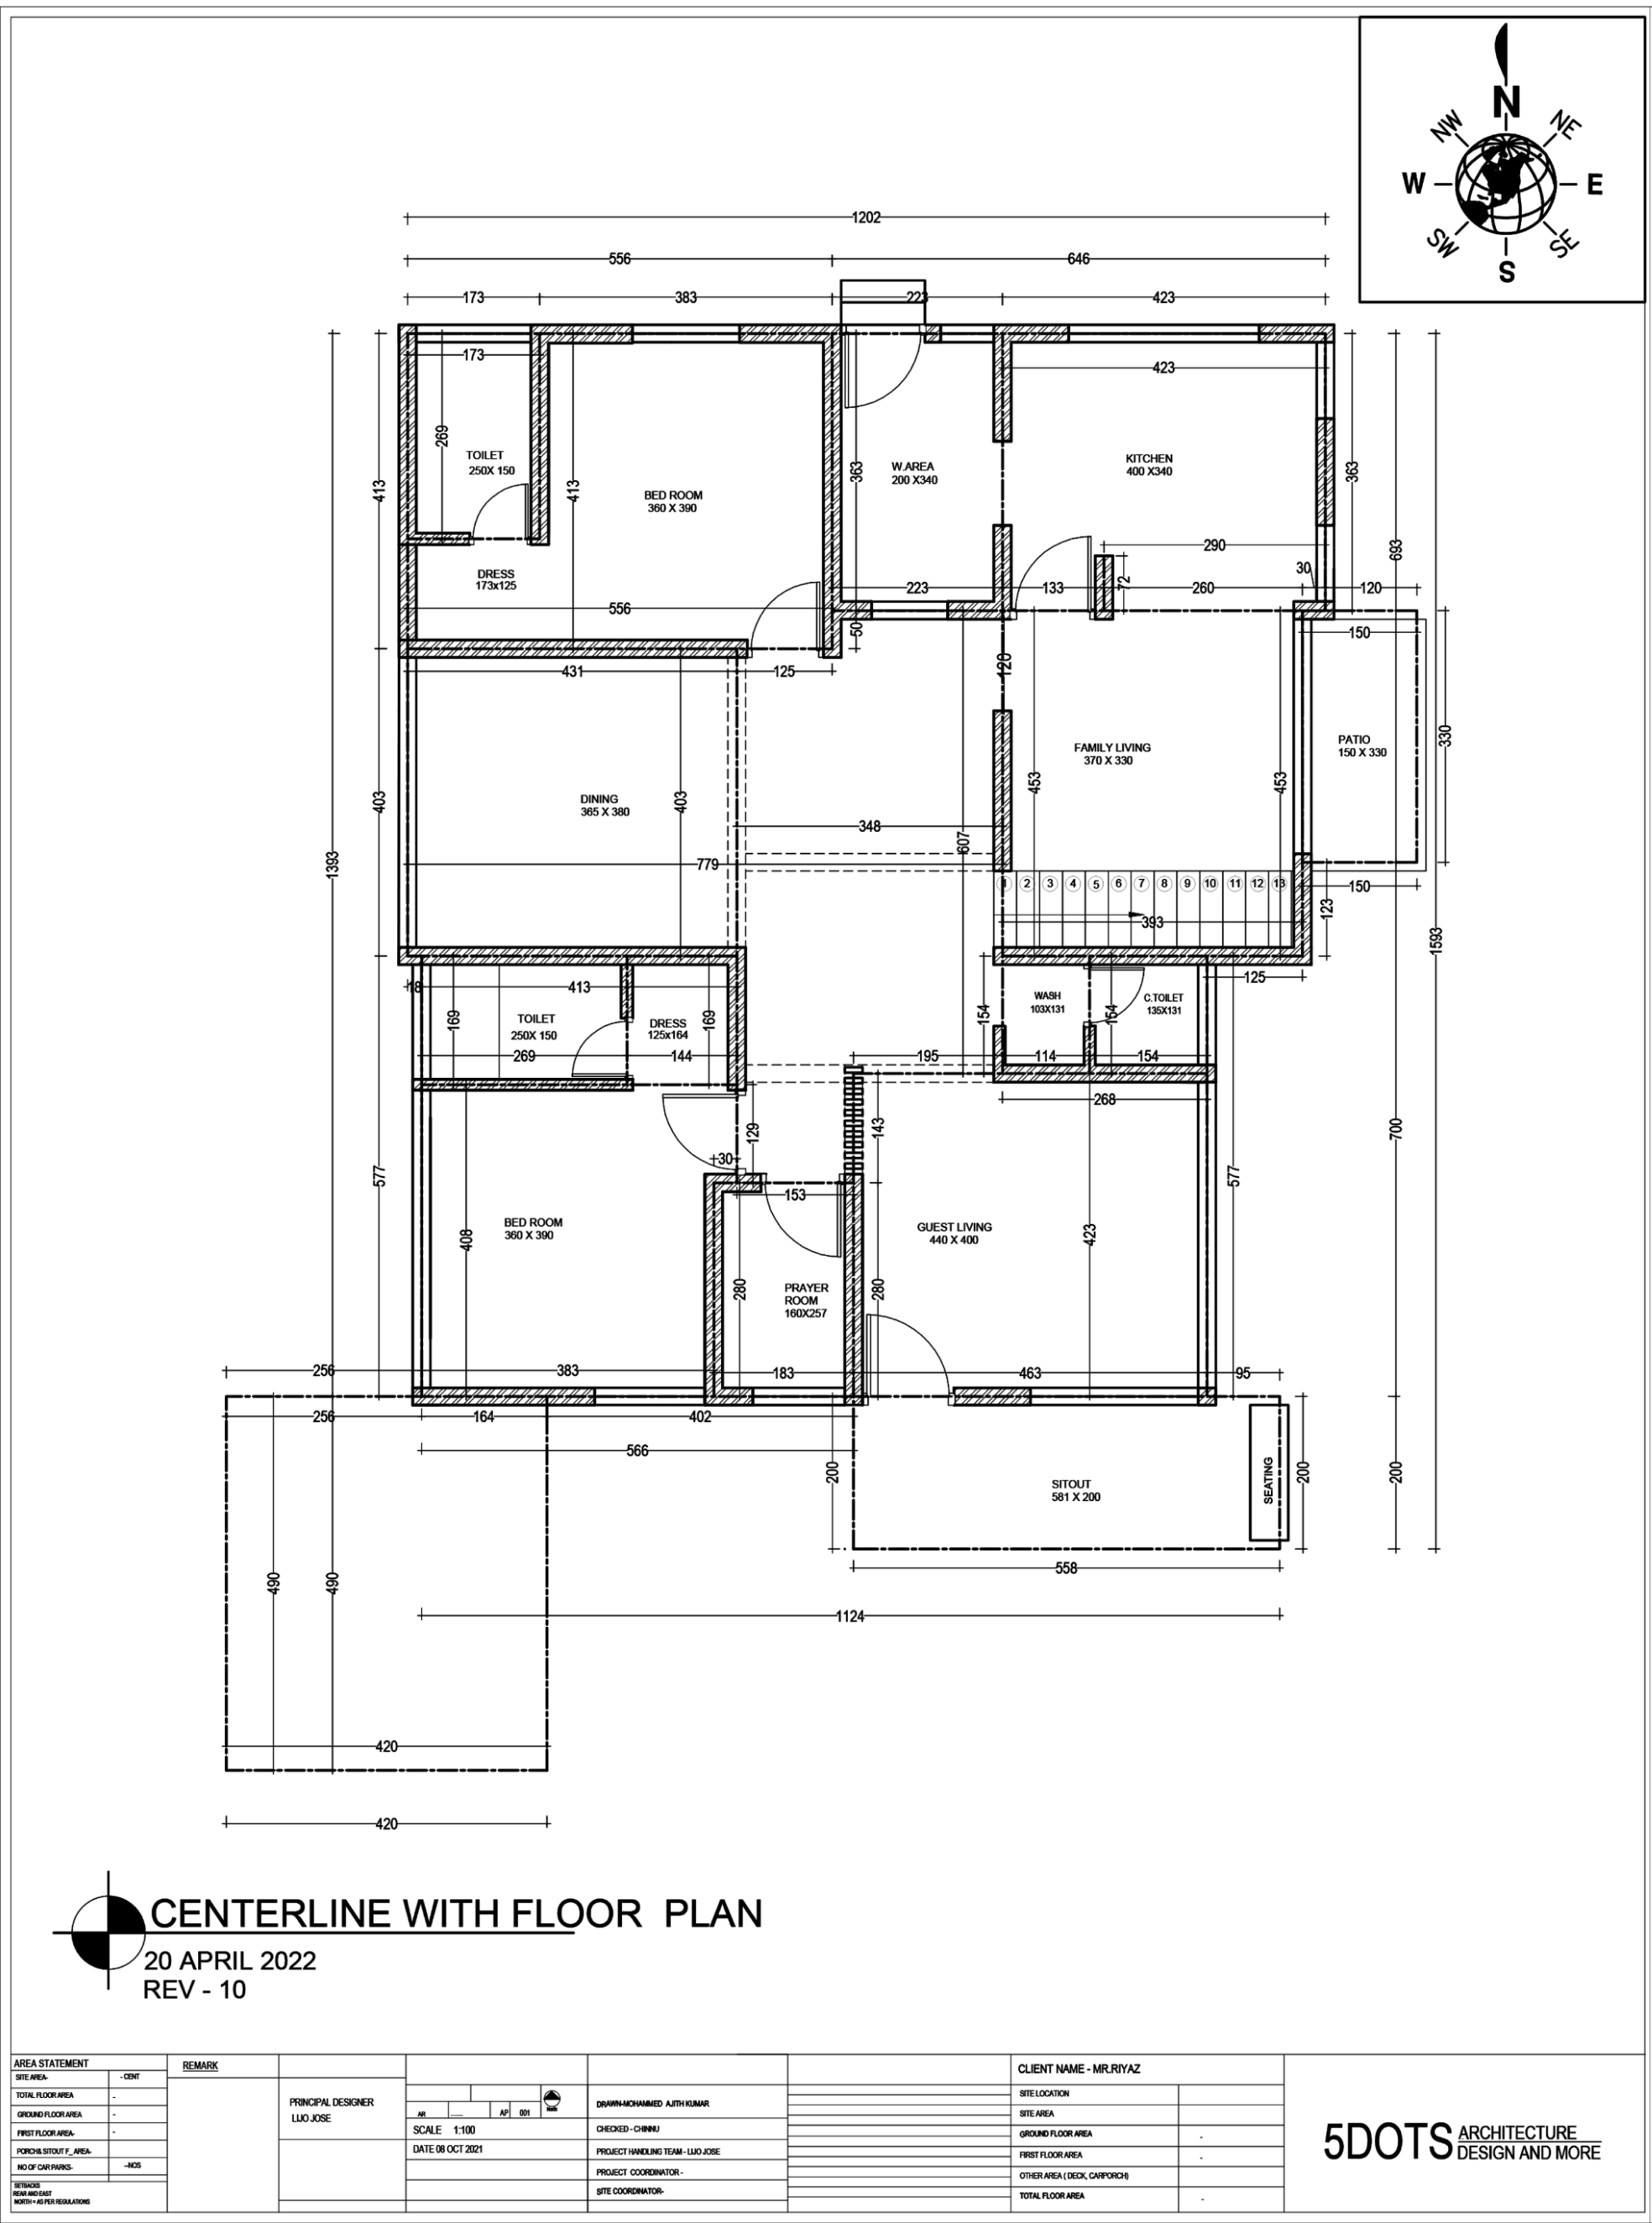 N
NW
NE
W
E
SW
SE
S
1202
556
646
173
383
223
423
173
423
269
413
413
363
363
693
TOILET
250X 150
BED ROOM
360 X 390
W.AREA
200 X340
KITCHEN
400 X340
290
30
72
DRESS
173x125
556
223
133
260
120
50
150
120
431
125
1393
403
403
DINING
365 X 380
FAMILY LIVING
370 X 330
PATIO
150 X 330
330
453
453
348
607
779
1 2 3 4 5 6 7 8 9 10 11 12 13
150
393
123
1593
18
413
125
169
TOILET
250X 150
DRESS
125x164
169
154
WASH
103X131
154
C.TOILET
135X131
269
144
195
114
154
268
129
143
700
30
153
577
577
408
BED ROOM
360 X 390
GUEST LIVING
440 X 400
423
280
PRAYER
ROOM
160X257
280
256
383
183
463
95
256
164
402
566
200
SITOUT
581 X 200
SEATING
200
200
558
490
490
1124
420
420
CENTERLINE WITH FLOOR PLAN
20 APRIL 2022
REV - 10
AREA STATEMENT
SITE AREA- - CENT
TOTAL FLOOR AREA -
GROUND FLOOR AREA -
FIRST FLOOR AREA- -
PORCH& SITOUT F_ AREA-
NO OF CAR PARKS- --NOS
SETBACKS
REAR AND EAST
NORTH = AS PER REGULATIONS
REMARK
PRINCIPAL DESIGNER
LIJO JOSE
AR
AP 001
North
SCALE 1:100
DATE 08 OCT 2021
DRAWN-MOHAMMED AJITH KUMAR
CHECKED - CHINNU
PROJECT HANDLING TEAM - LIJO JOSE
PROJECT COORDINATOR -
SITE COORDINATOR-
CLIENT NAME - MR.RIYAZ
SITE LOCATION
SITE AREA
GROUND FLOOR AREA -
FIRST FLOOR AREA -
OTHER AREA ( DECK, CARPORCH)
TOTAL FLOOR AREA -
5DOTS
ARCHITECTURE
DESIGN AND MORE